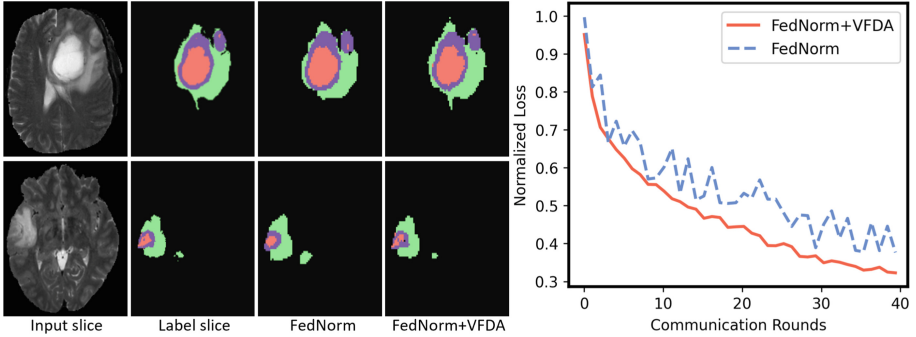 Input slice
Label slice
FedNorm
FedNorm+VFDA
Normalized Loss
1.0
0.9
0.8
0.7
0.6
0.5
0.4
0.3
FedNorm+VFDA
FedNorm
0
10
20
30
40
Communication Rounds